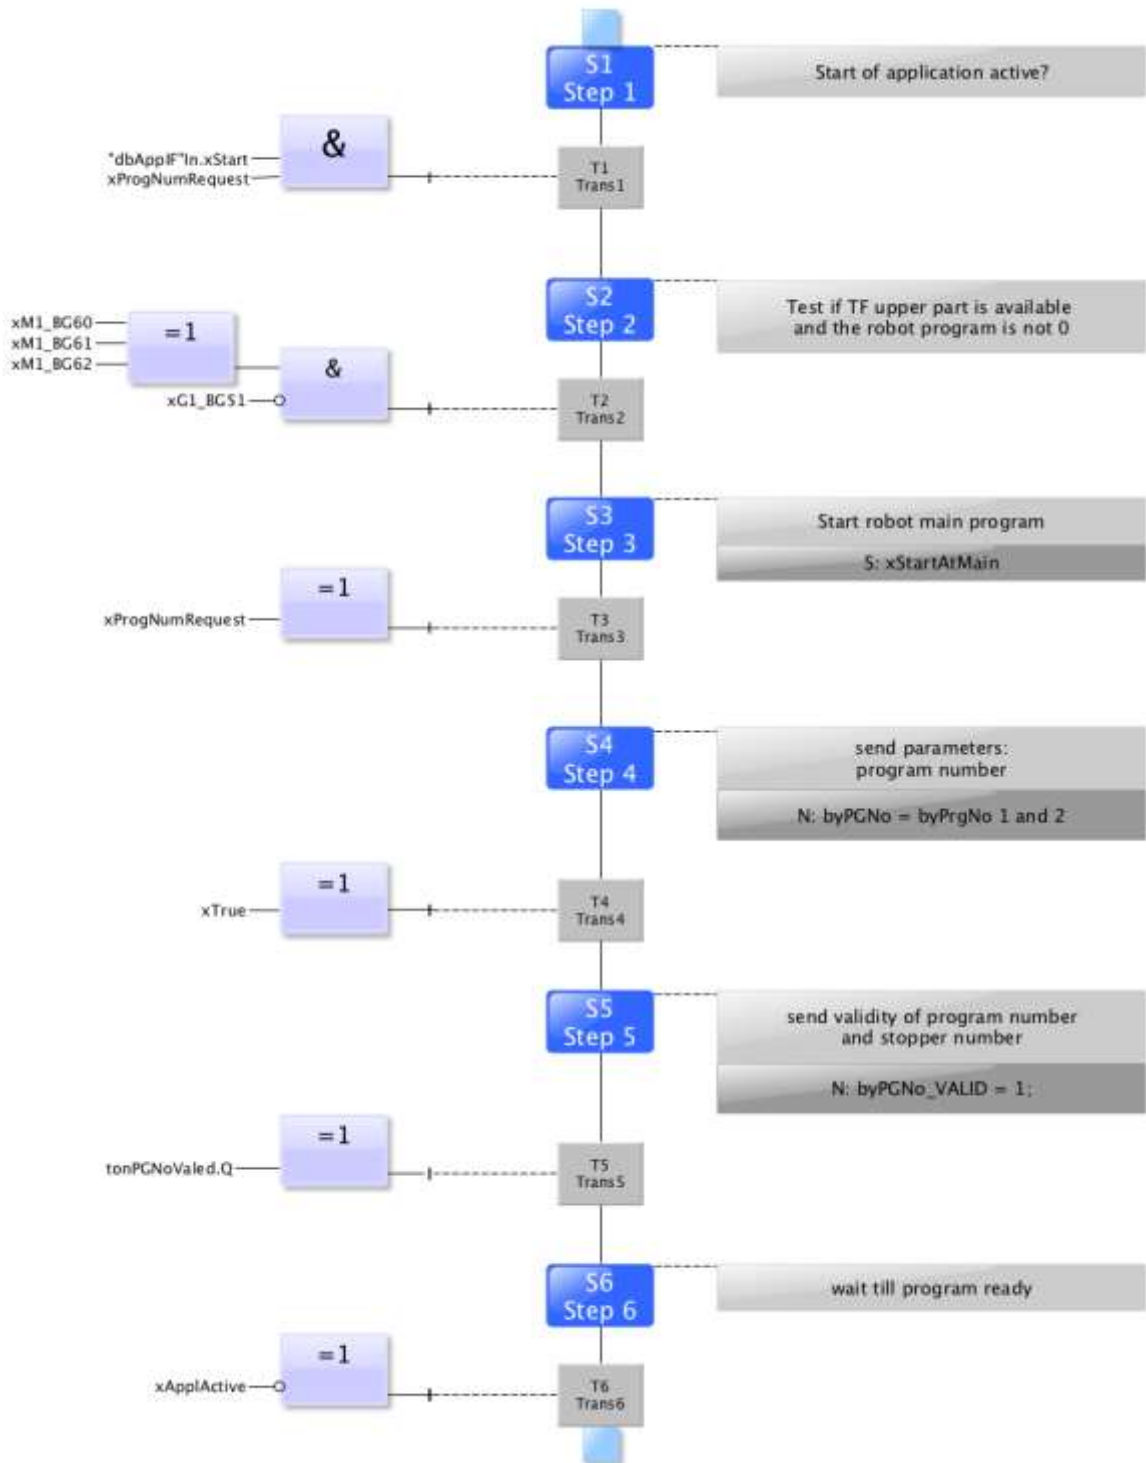 S1
Step 1
Start of application active?
&
"dbAppIF"In.xStart
xProgNumRequest
T1
Trans1
S2
Step 2
Test if TF upper part is available
and the robot program is not 0
xM1_BG60
xM1_BG61
xM1_BG62
=1
&
xG1_BG51
T2
Trans2
S3
Step 3
Start robot main program
S: xStartAtMain
=1
xProgNumRequest
T3
Trans3
S4
Step 4
send parameters:
program number
N: byPGNo = byPrgNo 1 and 2
=1
xTrue
T4
Trans4
S5
Step 5
send validity of program number
and stopper number
N: byPGNo_VALID = 1;
=1
tonPGNoValed.Q
T5
Trans5
S6
Step 6
wait till program ready
=1
xApplActive
T6
Trans6